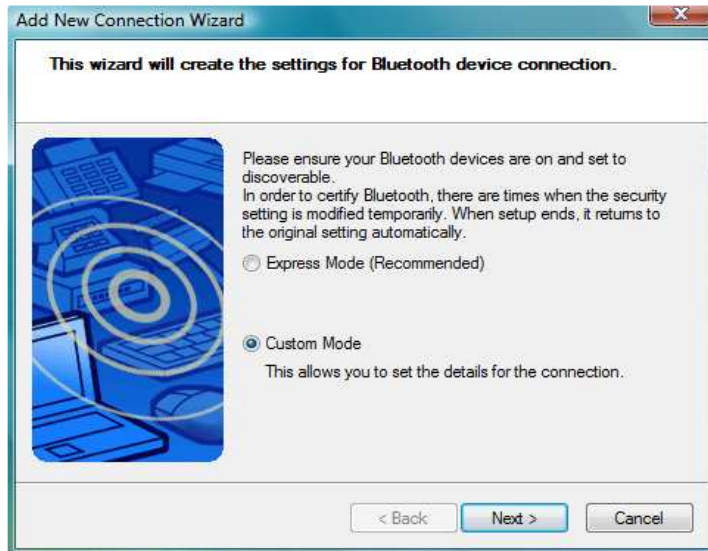 Add New Connection Wizard
This wizard will create the settings for Bluetooth device connection.
Please ensure your Bluetooth devices are on and set to
discoverable.
In order to certify Bluetooth, there are times when the security
setting is modified temporarily. When setup ends, it returns to
the original setting automatically.
Express Mode (Recommended)
Custom Mode
This allows you to set the details for the connection.
< Back Next > Cancel